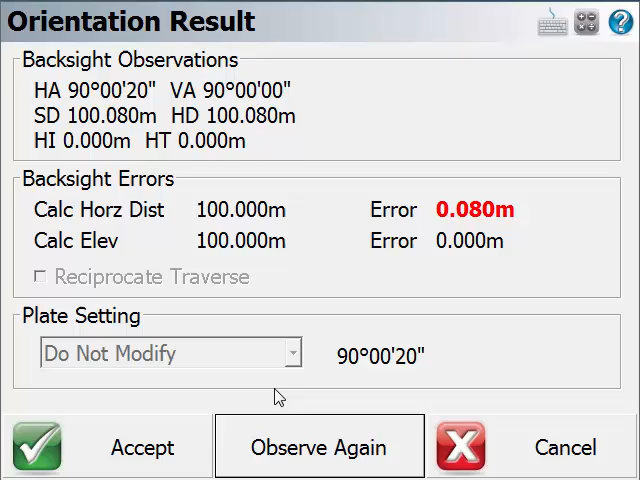 Orientation Result
Backsight Observations
HA 90°00'20" VA 90°00'00"
SD 100.080m HD 100.080m
HI 0.000m HT 0.000m
Backsight Errors
Calc Horz Dist 100.000m Error 0.080m
Calc Elev 100.000m Error 0.000m
Reciprocate Traverse
Plate Setting
Do Not Modify 90°00'20"
Accept Observe Again Cancel